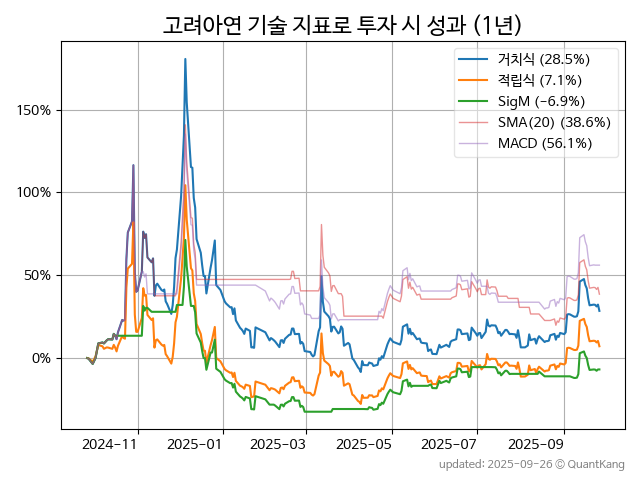 고려아연 기술 지표로 투자 시 성과 (1년)
거치식 (28.5%)
적립식 (7.1%)
SigM (-6.9%)
SMA(20) (38.6%)
MACD (56.1%)
150%
100%
50%
0%
2024-11 2025-01 2025-03 2025-05 2025-07 2025-09
updated: 2025-09-26 © QuantKang